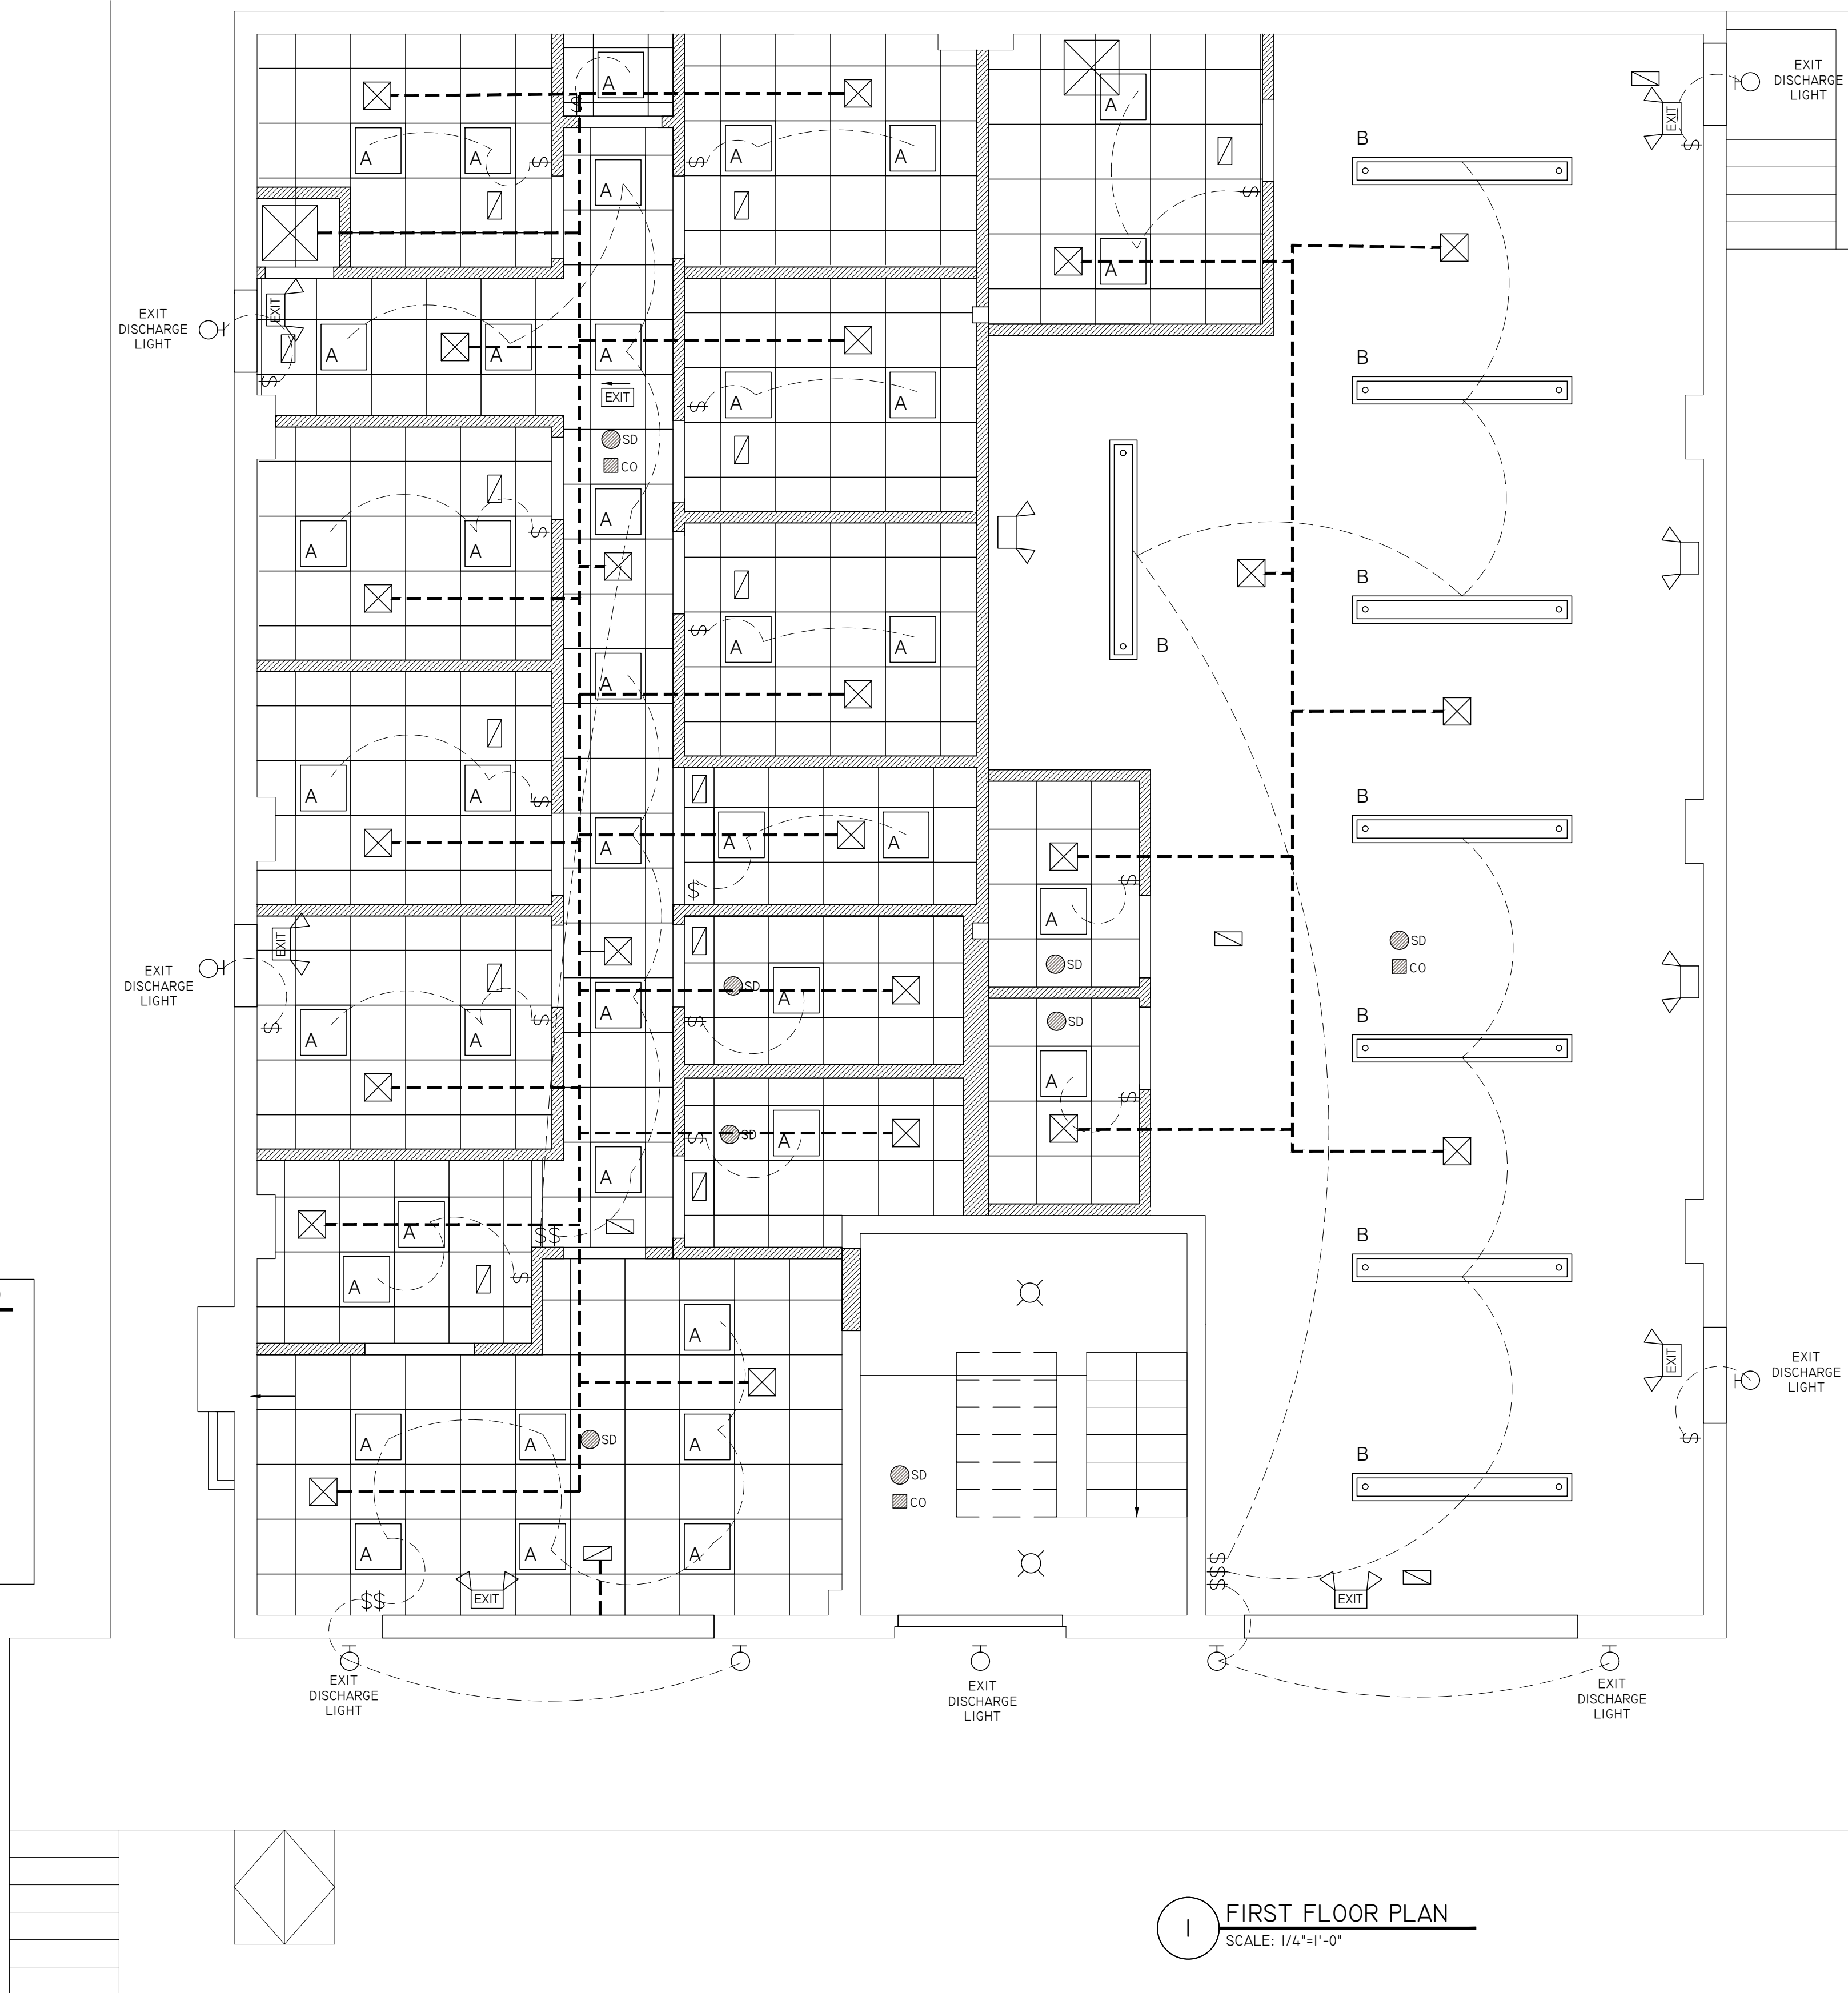 EXIT
DISCHARGE
LIGHT
A
$
A
EXIT
$
B
A A $
$ A A
A
$
A
A
B
EXIT
DISCHARGE
LIGHT
EXIT
A A A
$
EXIT
$ A A
B
SD
CO
A A $
A
B
$ A A
B
A
A A $
A
A A
$
B
$
A
EXIT
EXIT
DISCHARGE
LIGHT
SD
CO
SD
SD A
A A $
A
$
$
SD
B
A
$
SD A
$
A
$$
A
A
$
B
A
EXIT
EXIT
DISCHARGE
LIGHT
$
A A SD A
B
SD
CO
A A A
$$
EXIT
$
$
$
EXIT
EXIT
DISCHARGE
LIGHT
EXIT
DISCHARGE
LIGHT
EXIT
DISCHARGE
LIGHT
1
FIRST FLOOR PLAN
SCALE: 1/4"=1'-0"